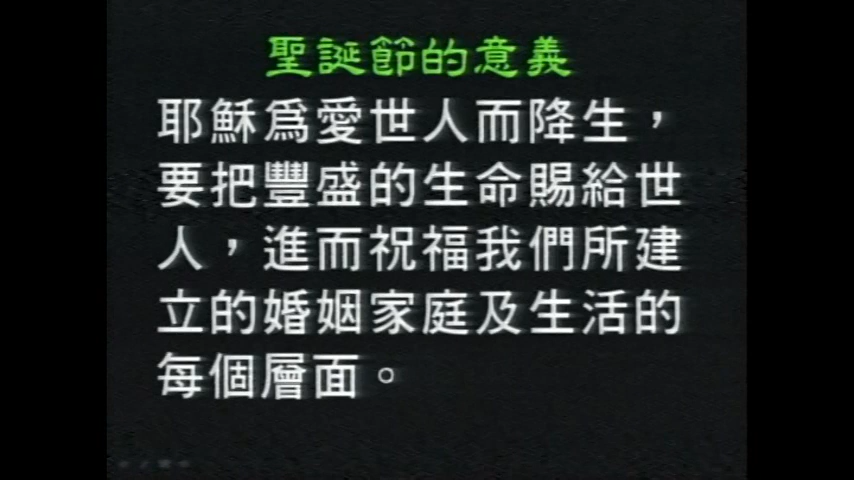 聖誕節的意義
耶穌爲愛世人而降生，
要把豐盛的生命賜給世
人，進而祝福我們所建
立的婚姻家庭及生活的
每個層面。